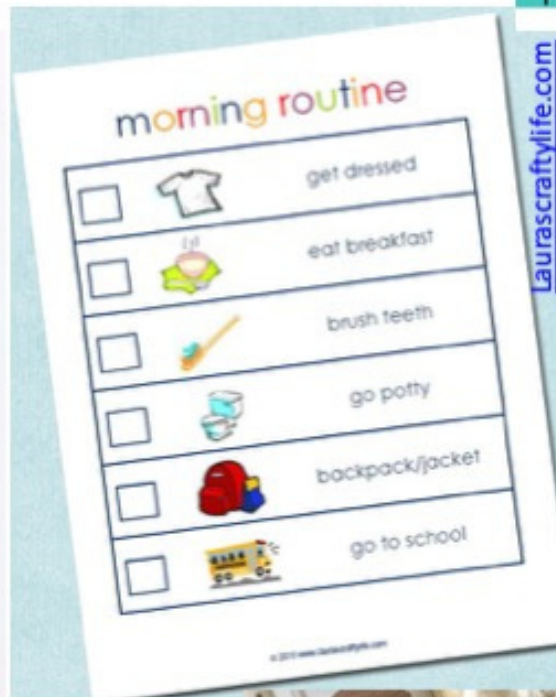 morning routine
get dressed
eat breakfast
brush teeth
go potty
backpack/jacket
go to school
Laurascraftylife.com